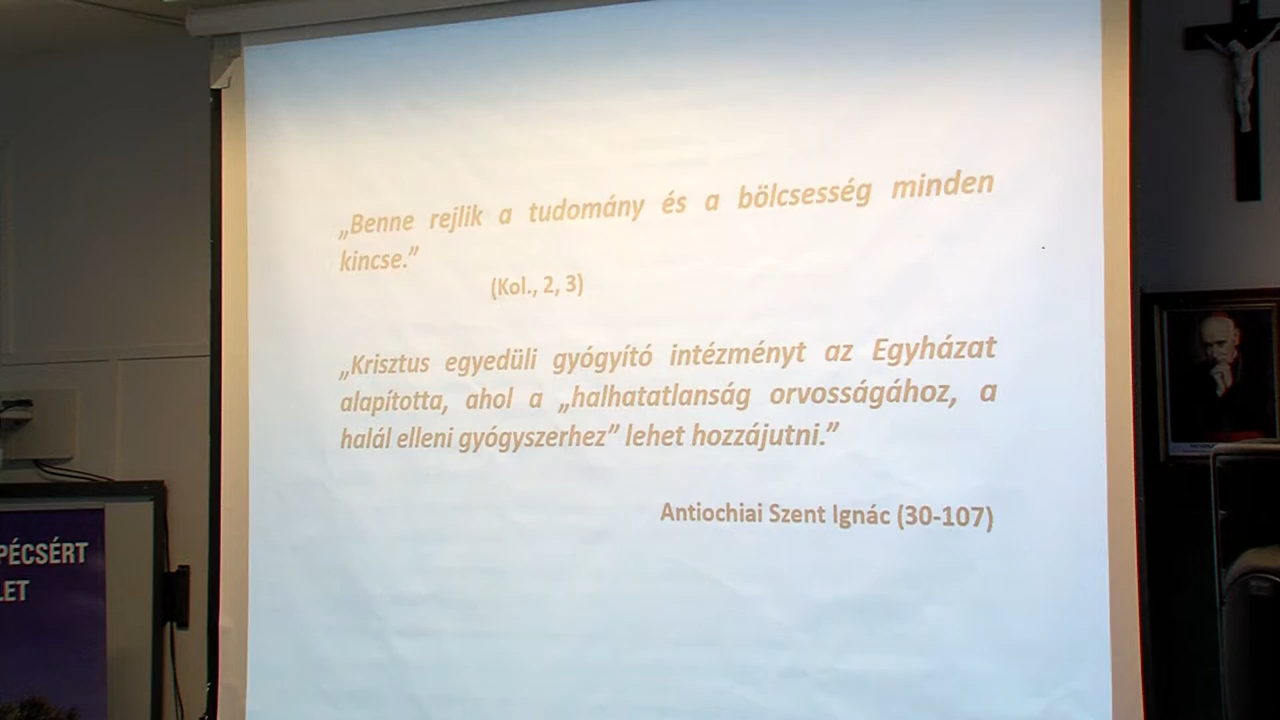 „Benne rejlik a tudomány és a bölcsesség minden
kincse.”
(Kol., 2, 3)
„Krisztus egyedüli gyógyító intézményt az Egyházat
alapította, ahol a „halhatatlanság orvosságához, a
halál elleni gyógyszerhez” lehet hozzájutni.”
Antiochiai Szent Ignác (30-107)
PÉCSÉRT
LET